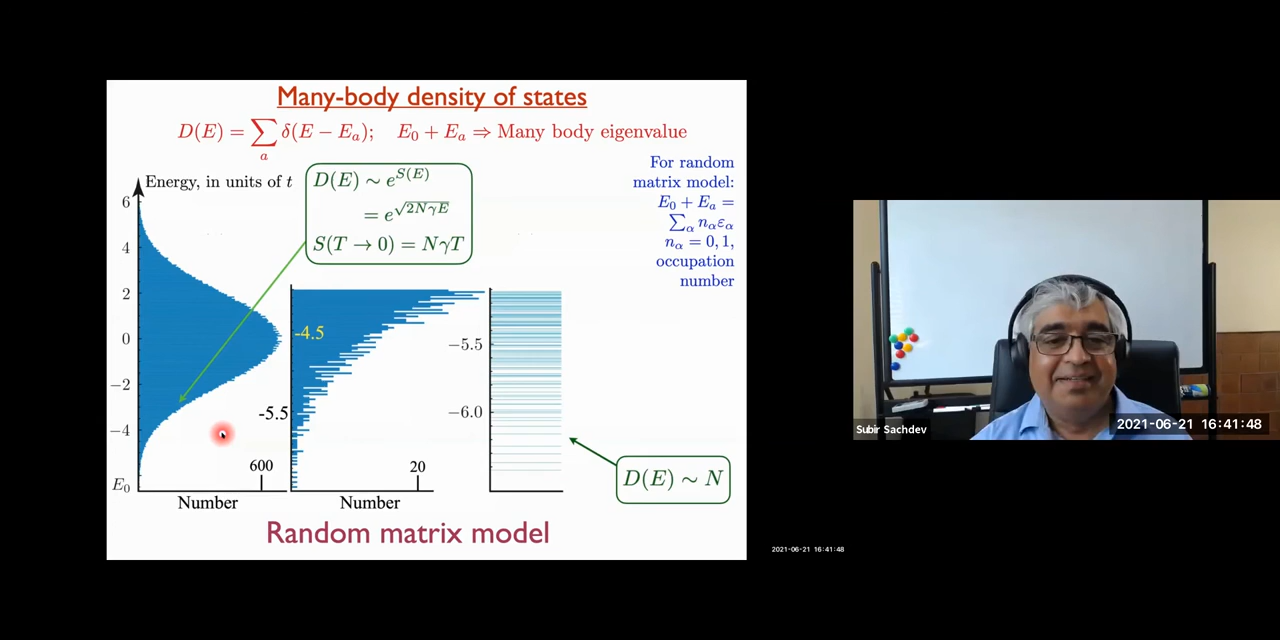 Many-body density of states
D(E) = ∑_a δ(E − E_a);   E_0 + E_a ⇒ Many body eigenvalue
Energy, in units of t
D(E) ∼ e^{S(E)}
= e^{√(2NγE)}
S(T → 0) = NγT
For random
matrix model:
E_0 + E_a =
∑_α n_α ε_α
n_α = 0, 1,
occupation
number
6
4
2
0
−2
−4
E_0
600
Number
-4.5
-5.5
20
Number
−5.5
−6.0
D(E) ∼ N
Random matrix model
Subir Sachdev
2021-06-21 16:41:48
2021-06-21 16:41:48